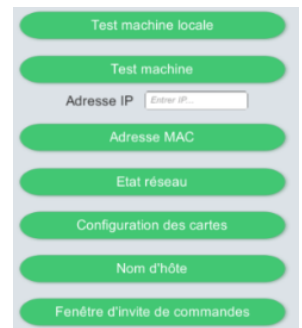 Test machine locale
Test machine
Adresse IP Entrer IP...
Adresse MAC
Etat réseau
Configuration des cartes
Nom d'hôte
Fenêtre d'invite de commandes